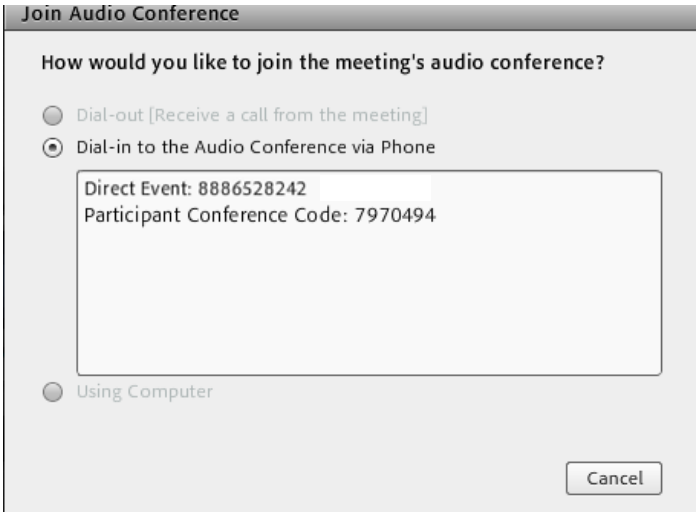 Join Audio Conference
How would you like to join the meeting's audio conference?
Dial-out [Receive a call from the meeting]
Dial-in to the Audio Conference via Phone
Direct Event: 8886528242
Participant Conference Code: 7970494
Using Computer
Cancel